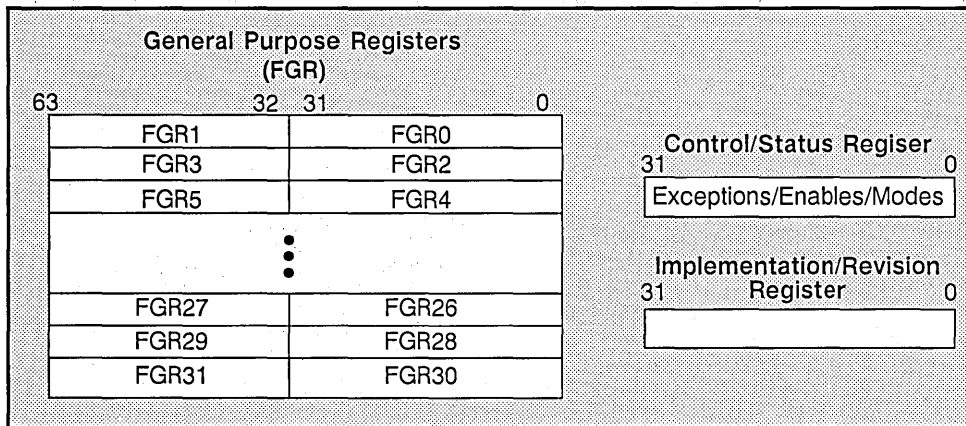 General Purpose Registers
(FGR)
63 32 31 0
FGR1 FGR0
FGR3 FGR2
FGR5 FGR4
FGR27 FGR26
FGR29 FGR28
FGR31 FGR30
Control/Status Regiser
31 0
Exceptions/Enables/Modes
Implementation/Revision
Register
31 0